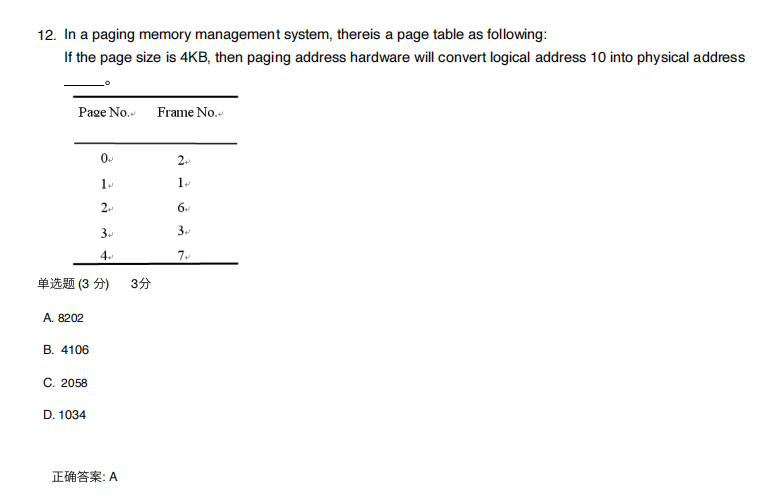 12. In a paging memory management system, thereis a page table as following:
If the page size is 4KB, then paging address hardware will convert logical address 10 into physical address
_____。
Page No. Frame No.
0 2
1 1
2 6
3 3
4 7
单选题 (3 分) 3分
A. 8202
B. 4106
C. 2058
D. 1034
正确答案: A